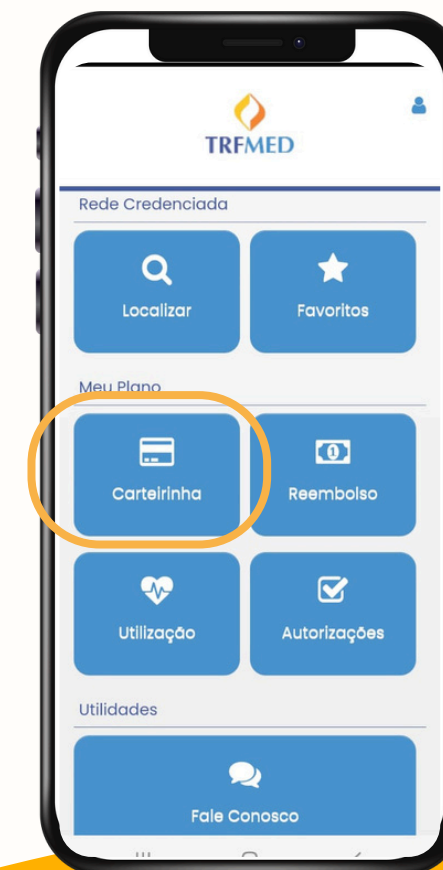 TRFMED
Rede Credenciada
Localizar
Favoritos
Meu Plano
Carteirinha
Reembolso
Utilização
Autorizações
Utilidades
Fale Conosco